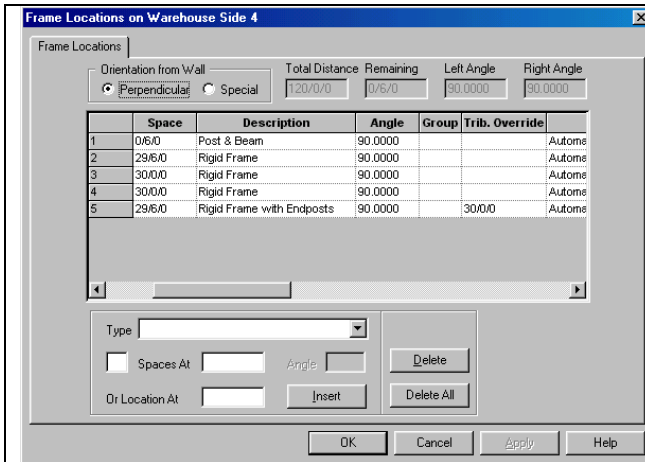 Frame Locations on Warehouse Side 4
Frame Locations
Orientation from Wall
Perpendicular Special
Total Distance Remaining Left Angle Right Angle
120/0/0 0/6/0 90.0000 90.0000
Space Description Angle Group Trib. Override
1 0/6/0 Post & Beam 90.0000 Automa
2 29/6/0 Rigid Frame 90.0000 Automa
3 30/0/0 Rigid Frame 90.0000 Automa
4 30/0/0 Rigid Frame 90.0000 Automa
5 29/6/0 Rigid Frame with Endposts 90.0000 30/0/0 Automa
Type
Spaces At Angle
Or Location At Insert
Delete
Delete All
OK Cancel Apply Help